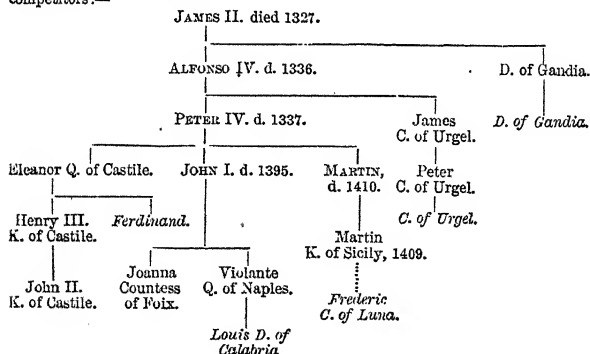 competitors:—
JAMES II. died 1327.
ALFONSO IV. d. 1336.
D. of Gandia.
PETER IV. d. 1337.
James
C. of Urgel.
D. of Gandia.
Eleanor Q. of Castile.
JOHN I. d. 1395.
MARTIN,
d. 1410.
Peter
C. of Urgel.
Henry III.
K. of Castile.
Ferdinand.
C. of Urgel.
Martin
K. of Sicily, 1409.
John II.
K. of Castile.
Joanna
Countess
of Foix.
Violante
Q. of Naples.
Frederic
C. of Luna.
Louis D. of
Calabria